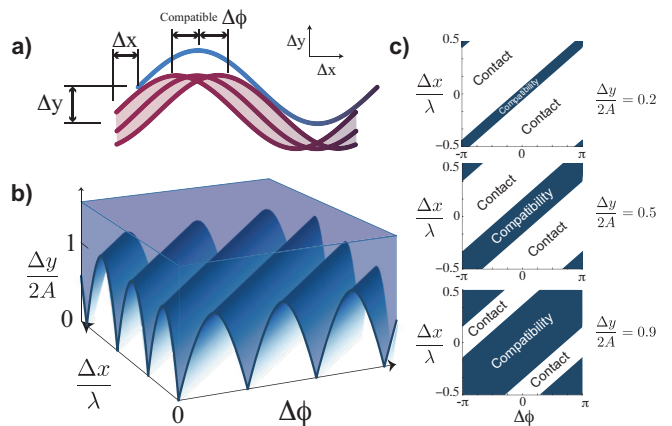 a)
Δx
Compatible
Δϕ
Δy
Δx
Δy
b)
1
Δy
2A
0
Δx
λ
0
Δϕ
c)
0.5
Δx
λ
0
-0.5
Contact
Compatibility
Contact
-π
0
π
Δy
2A = 0.2
0.5
Δx
λ
0
-0.5
Contact
Compatibility
Contact
-π
0
π
Δy
2A = 0.5
0.5
Δx
λ
0
-0.5
Contact
Compatibility
Contact
-π
0
π
Δϕ
Δy
2A = 0.9